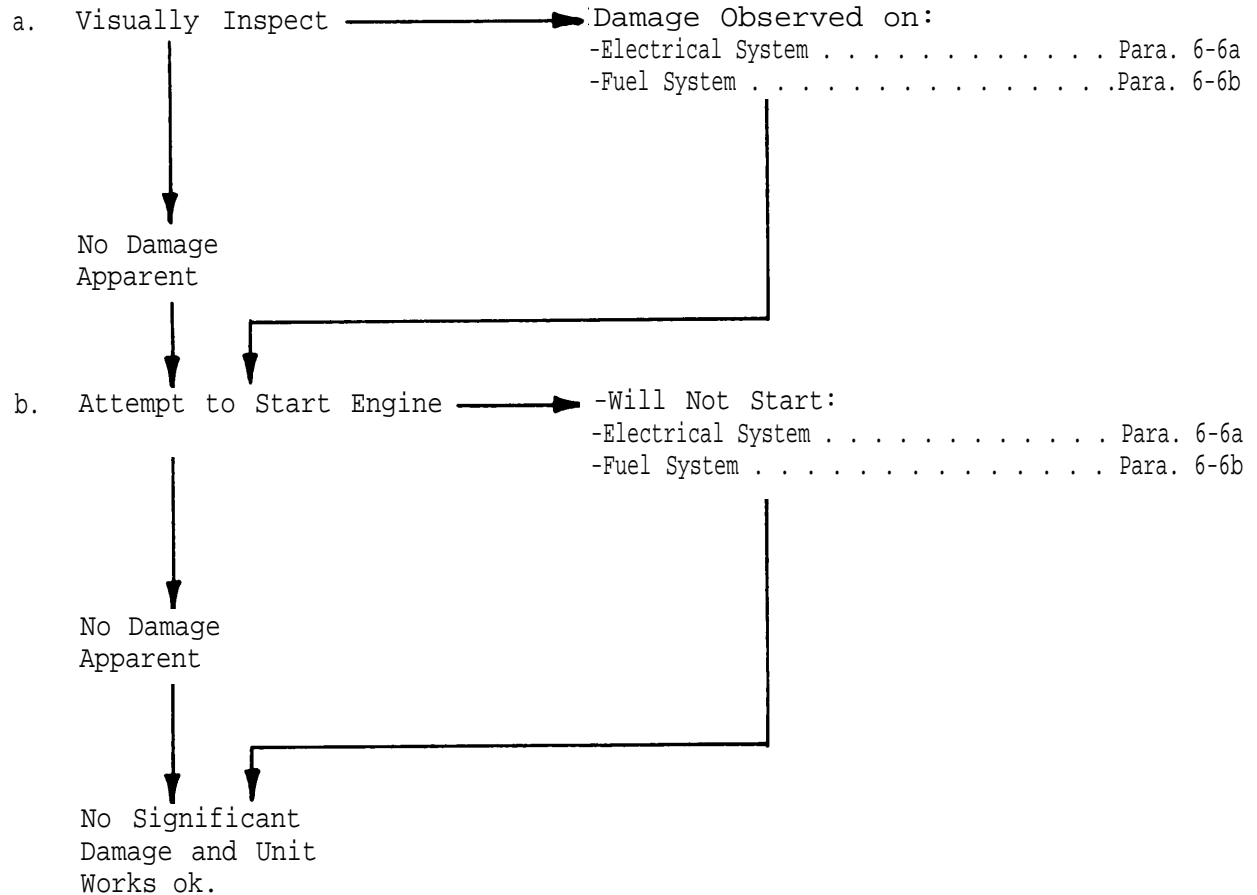 a. Visually Inspect
Damage Observed on:
-Electrical System . . . . . . . . . . . . Para. 6-6a
-Fuel System . . . . . . . . . . . . . . . .Para. 6-6b
No Damage
Apparent
b. Attempt to Start Engine
-Will Not Start:
-Electrical System . . . . . . . . . . . . Para. 6-6a
-Fuel System . . . . . . . . . . . . . . Para. 6-6b
No Damage
Apparent
No Significant
Damage and Unit
Works ok.